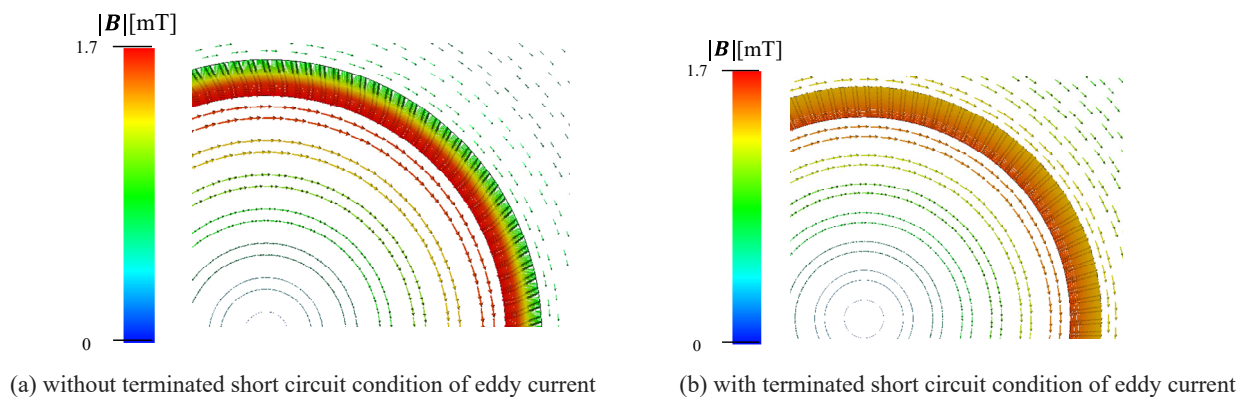 |B|[mT]
1.7
0
(a) without terminated short circuit condition of eddy current
|B|[mT]
1.7
0
(b) with terminated short circuit condition of eddy current